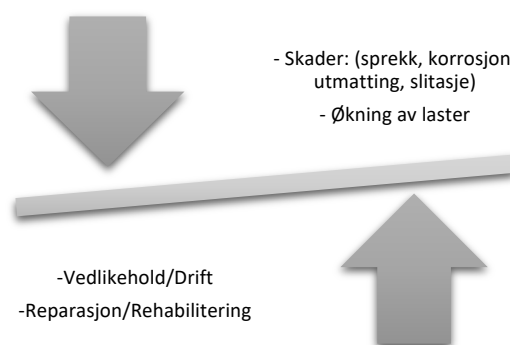 - Skader: (sprekk, korrosjon
utmatting, slitasje)
- Økning av laster
-Vedlikehold/Drift
-Reparasjon/Rehabilitering